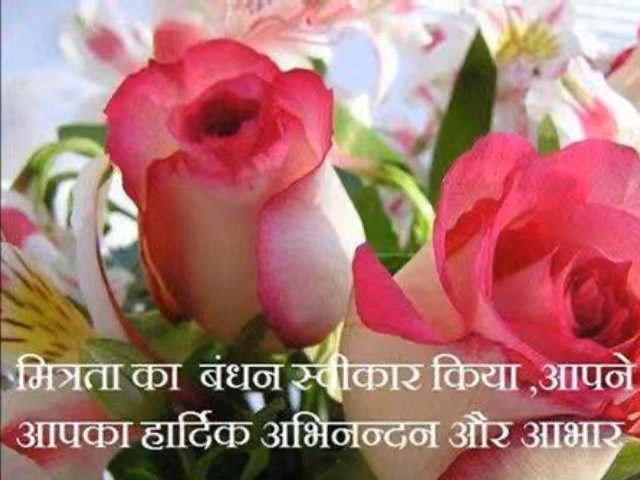 मित्रता का बंधन स्वीकार किया ,आपने
आपका हार्दिक अभिनन्दन और आभार